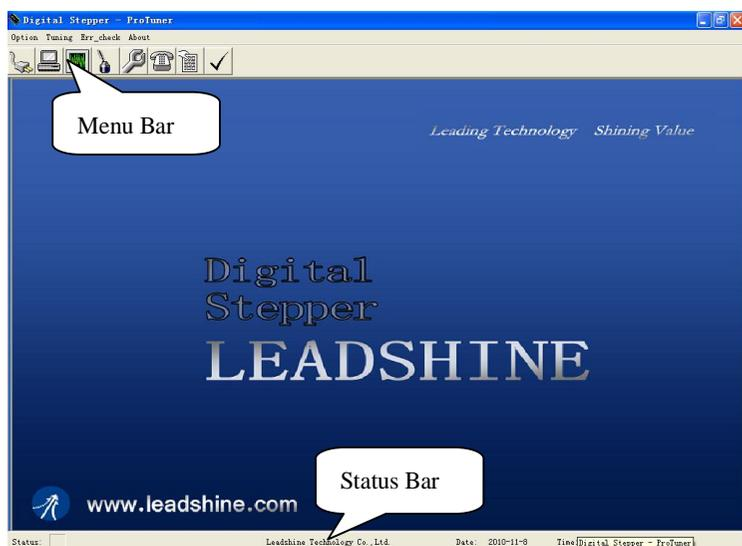 Digital Stepper - ProTuner
Option Tuning Err_check About
Menu Bar
Leading Technology Shining Value
Digital
Stepper
LEADSHINE
Status Bar
www.leadshine.com
Status: Leadshine Technology Co.,Ltd. Date: 2010-11-8 Time Digital Stepper - ProTuner